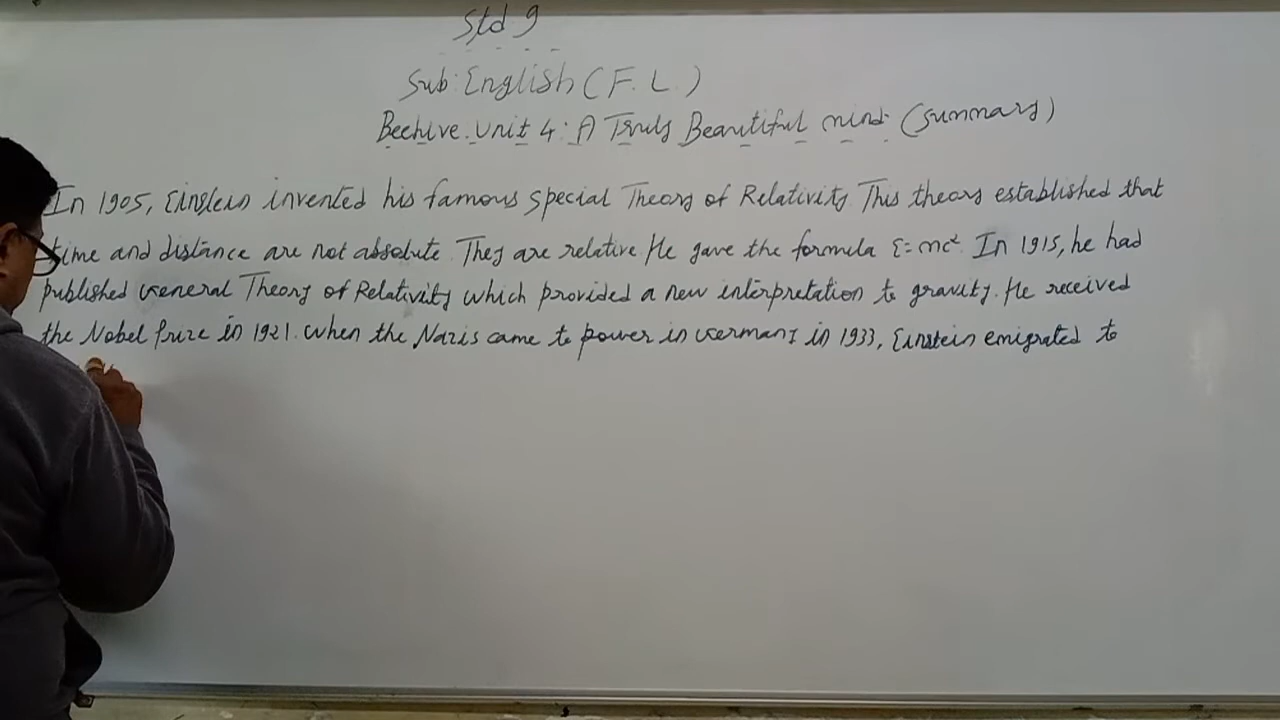 Std 9
Sub: English (F. L.)
Beehive. Unit 4: A Truly Beautiful mind. (Summary)
In 1905, Einstein invented his famous special Theory of Relativity This theory established that
time and distance are not absolute. They are relative. He gave the formula E=mc². In 1915, he had
published General Theory of Relativity which provided a new interpretation to gravity. He received
the Nobel Prize in 1921. When the Nazis came to power in Germany in 1933, Einstein emigrated to